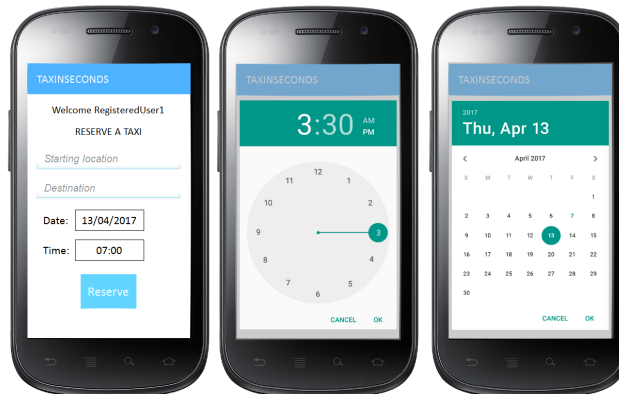 TAXINSECONDS
Welcome RegisteredUser1
RESERVE A TAXI
Starting location
Destination
Date: 13/04/2017
Time: 07:00
Reserve
TAXINSECONDS
3:30 AM PM
12
11 1
10 2
9 3
8 4
7 5
6
CANCEL OK
TAXINSECONDS
2017
Thu, Apr 13
< April 2017 >
S M T W T F S
1
2 3 4 5 6 7 8
9 10 11 12 13 14 15
16 17 18 19 20 21 22
23 24 25 26 27 28 29
30
CANCEL OK